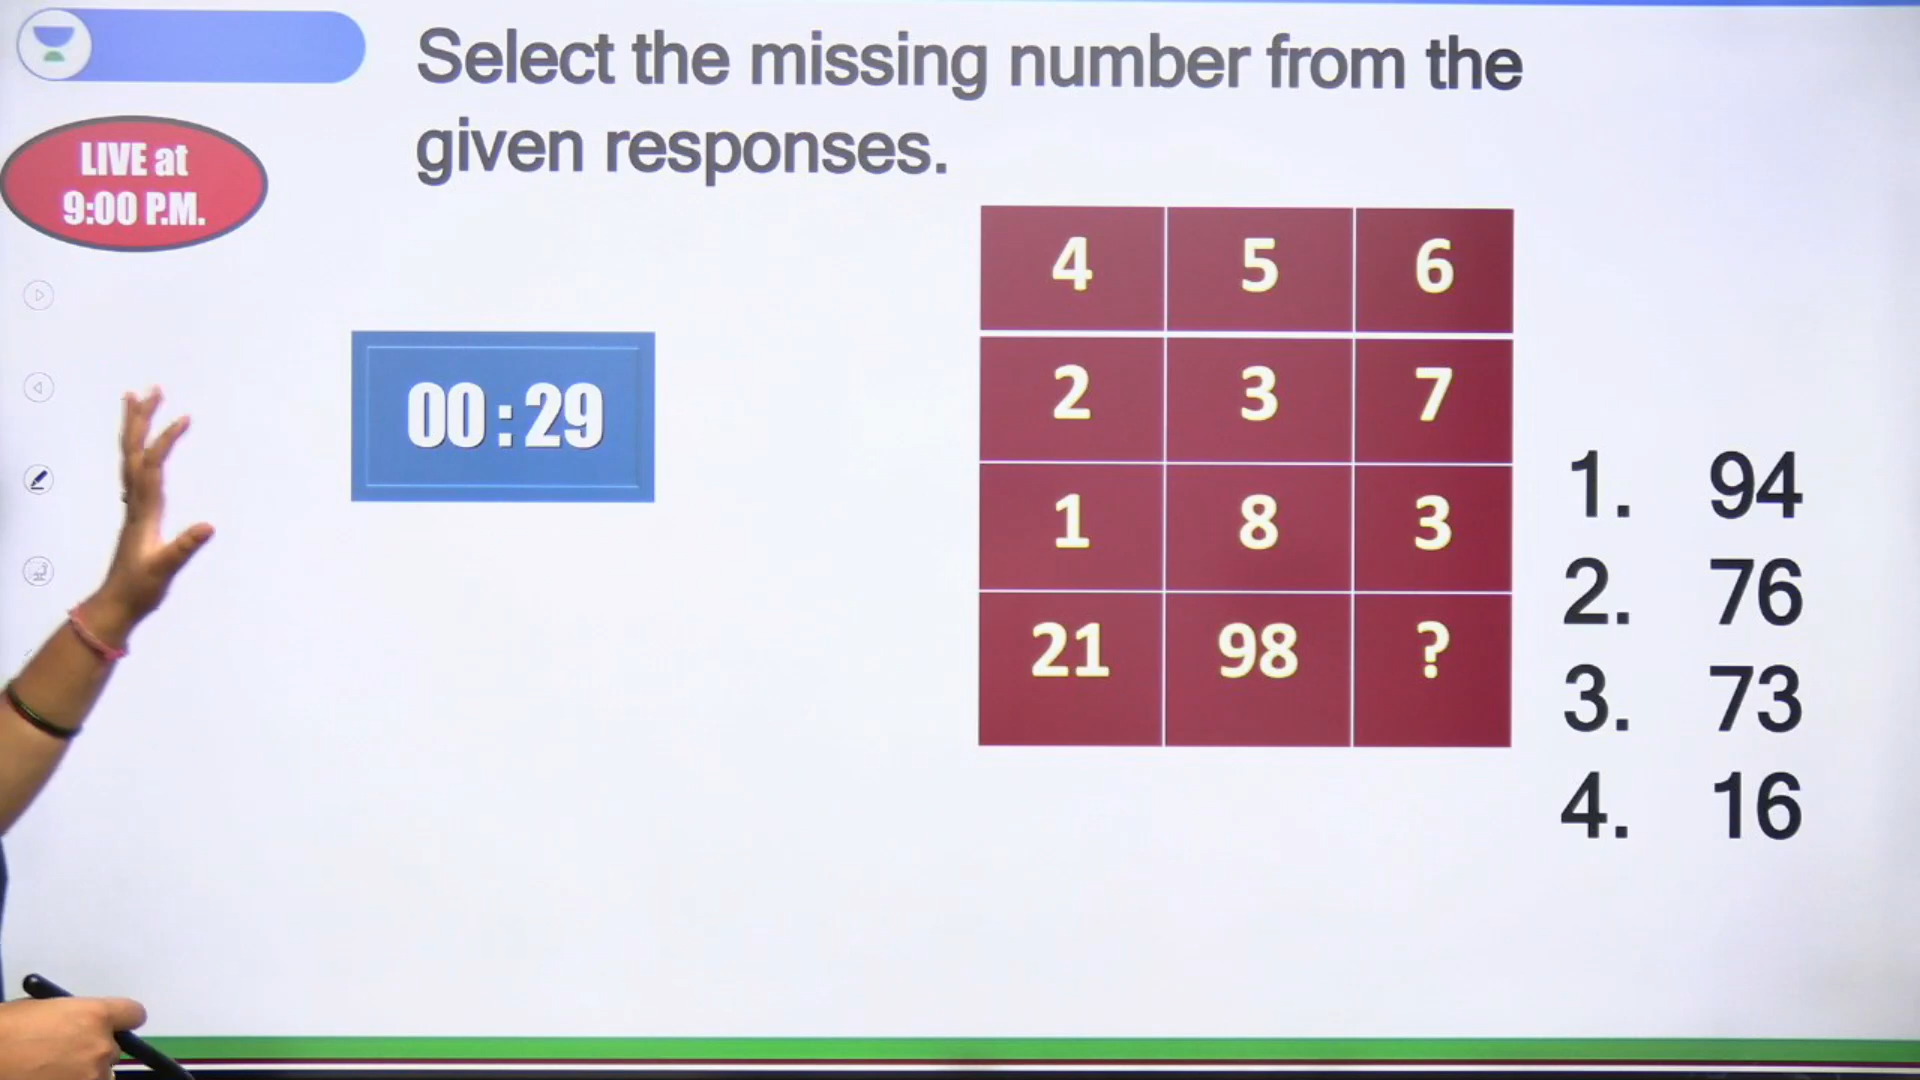 Select the missing number from the
given responses.
LIVE at
9:00 P.M.
00:29
4 5 6
2 3 7
1 8 3
21 98 ?
1. 94
2. 76
3. 73
4. 16